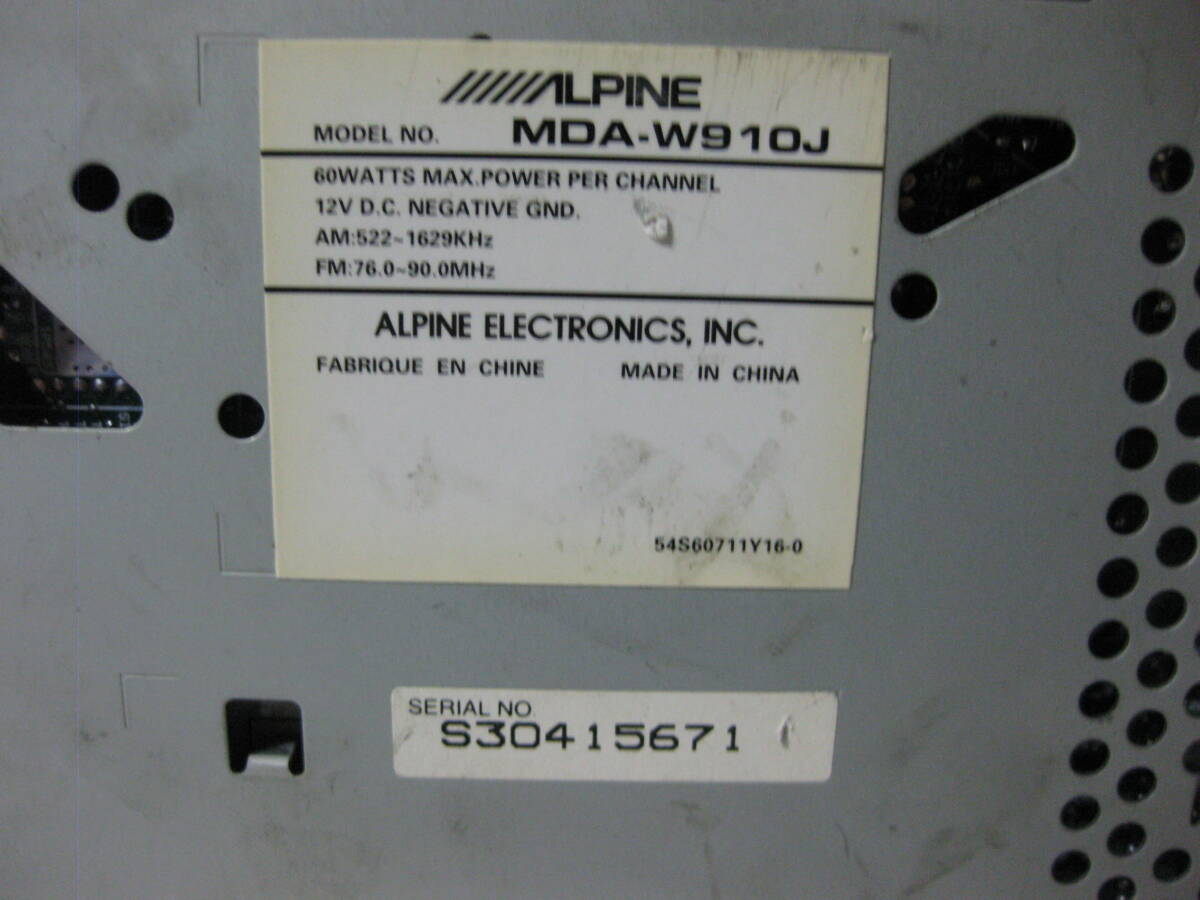 ALPINE
MODEL NO. MDA-W910J
60WATTS MAX.POWER PER CHANNEL
12V D.C. NEGATIVE GND.
AM:522~1629KHz
FM:76.0~90.0MHz
ALPINE ELECTRONICS, INC.
FABRIQUE EN CHINE MADE IN CHINA
54S60711Y16-0
SERIAL NO.
S30415671